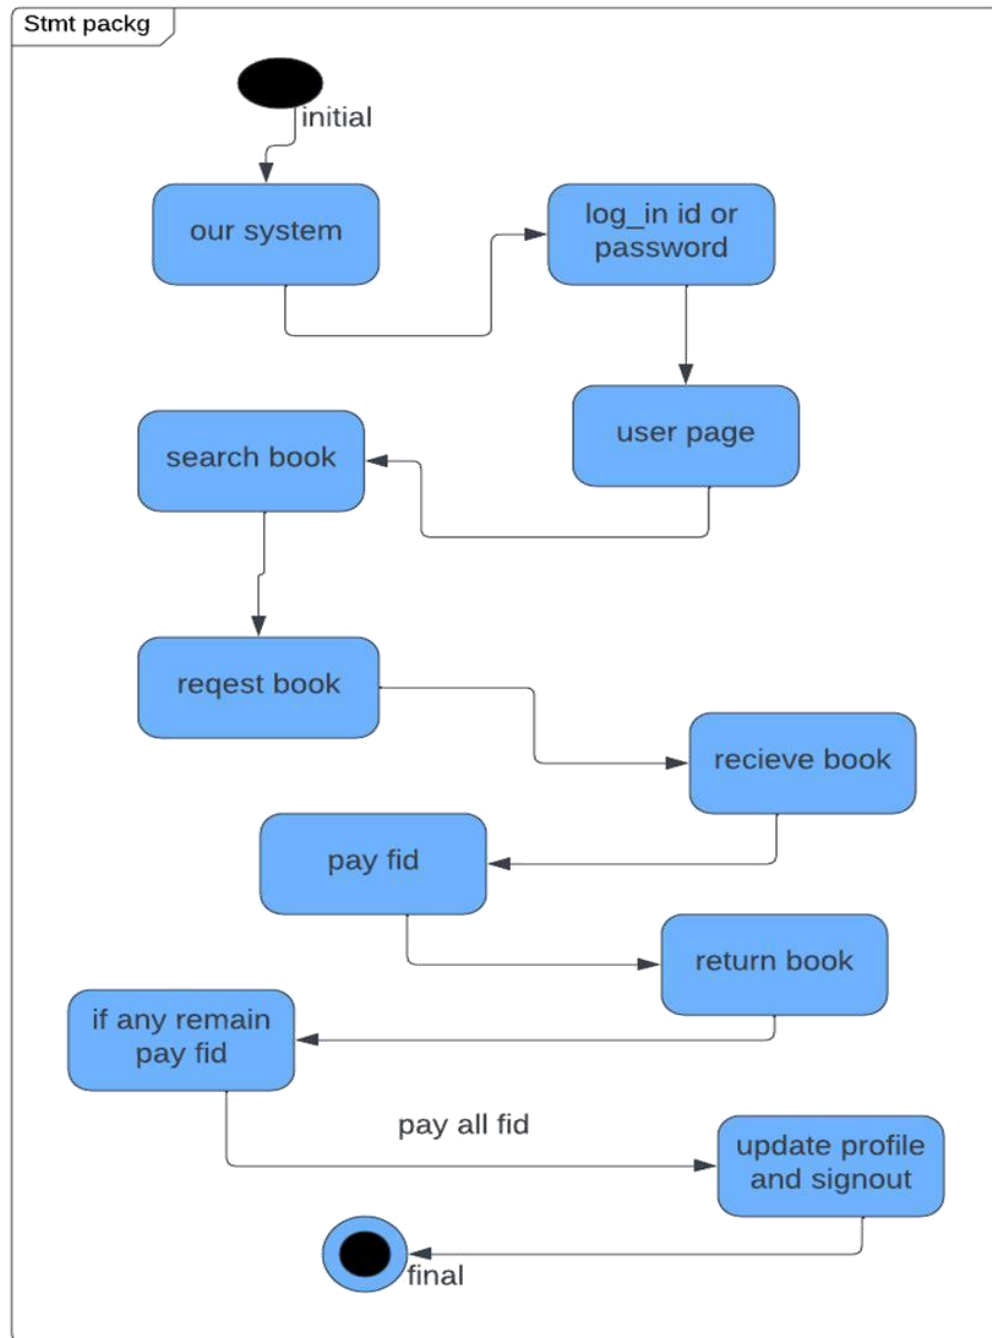 Stmt packg
initial
our system
log_in id or
password
user page
search book
reqest book
recieve book
pay fid
return book
if any remain
pay fid
pay all fid
update profile
and signout
final